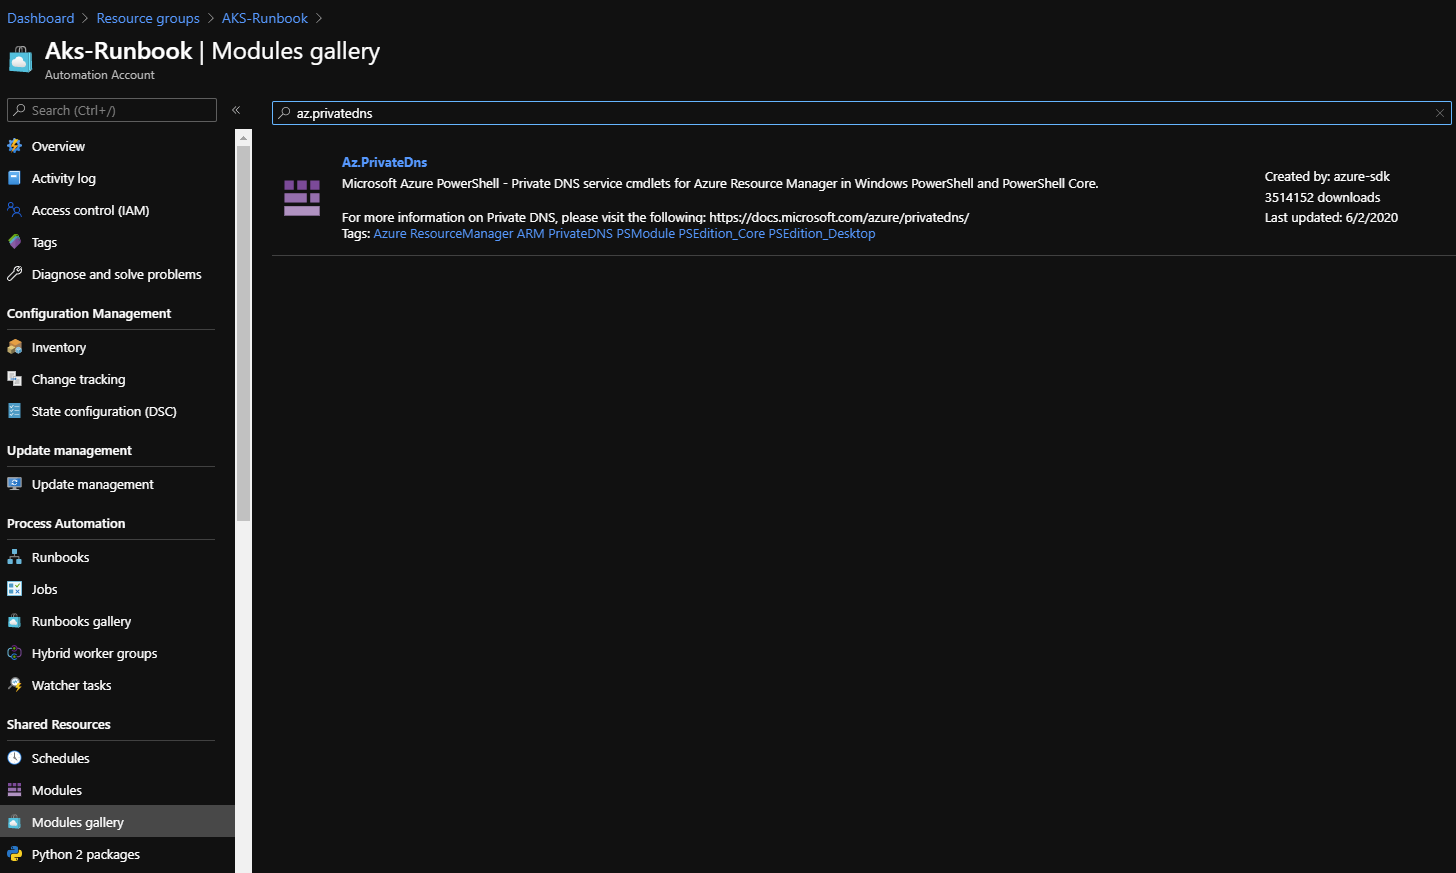 Dashboard > Resource groups > AKS-Runbook >
Aks-Runbook | Modules gallery
Automation Account
Search (Ctrl+/)
«
Overview
Activity log
Access control (IAM)
Tags
Diagnose and solve problems
Configuration Management
Inventory
Change tracking
State configuration (DSC)
Update management
Update management
Process Automation
Runbooks
Jobs
Runbooks gallery
Hybrid worker groups
Watcher tasks
Shared Resources
Schedules
Modules
Modules gallery
Python 2 packages
az.privatedns
Az.PrivateDns
Microsoft Azure PowerShell - Private DNS service cmdlets for Azure Resource Manager in Windows PowerShell and PowerShell Core.
For more information on Private DNS, please visit the following: https://docs.microsoft.com/azure/privatedns/
Tags: Azure ResourceManager ARM PrivateDNS PSModule PSEdition_Core PSEdition_Desktop
Created by: azure-sdk
3514152 downloads
Last updated: 6/2/2020